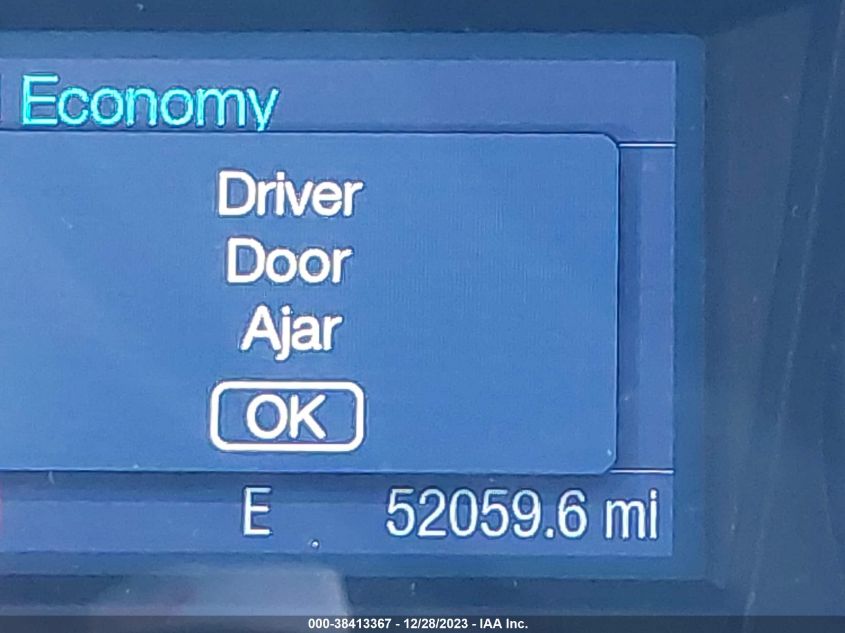 Economy
Driver
Door
Ajar
OK
E 52059.6 mi
000-38413367 - 12/28/2023 - IAA Inc.